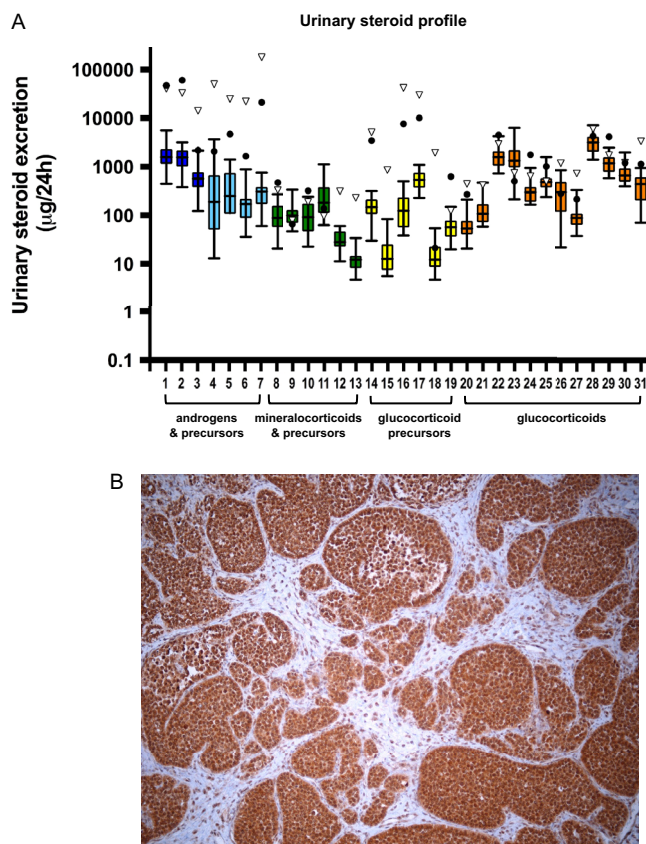 A
Urinary steroid profile
Urinary steroid excretion
(μg/24h)
100000
10000
1000
100
10
1
0.1
1 2 3 4 5 6 7 8 9 10 11 12 13 14 15 16 17 18 19 20 21 22 23 24 25 26 27 28 29 30 31
androgens
& precursors
mineralocorticoids
& precursors
glucocorticoid
precursors
glucocorticoids
B